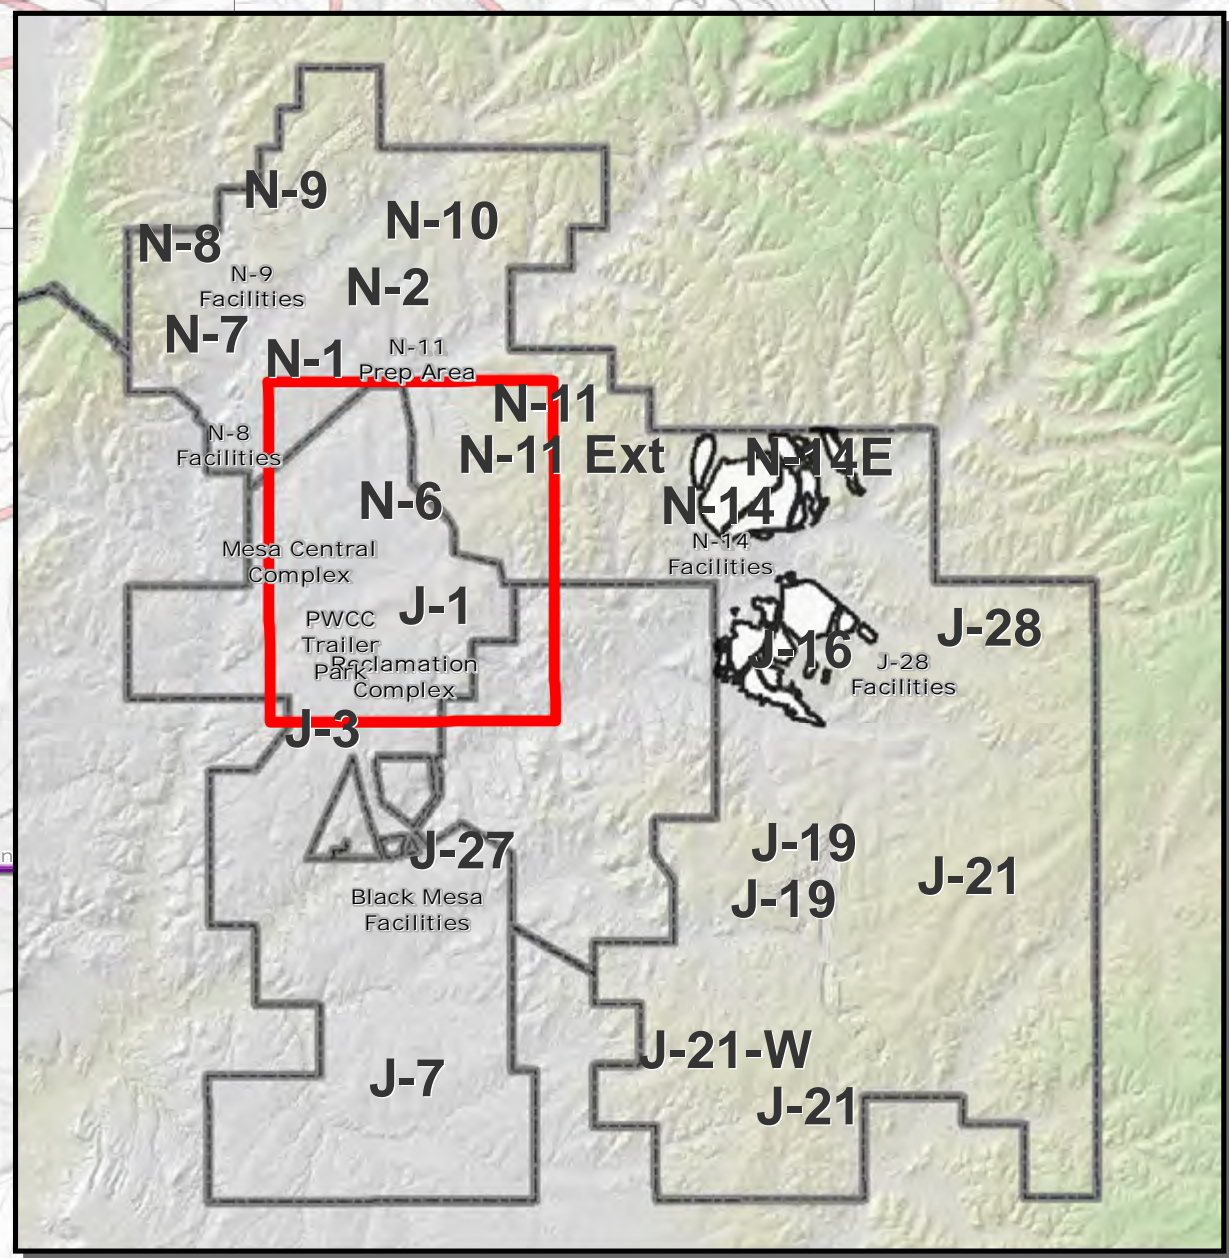 N-9
N-10
N-8
N-9
Facilities
N-2
N-7
N-1
N-11
Prep Area
N-11
N-8
Facilities
N-11 Ext
N-14E
N-6
N-14
N-14
Facilities
Mesa Central
Complex
J-1
PWCC
Trailer
Park
Reclamation
Complex
J-16
J-28
J-28
Facilities
J-3
J-27
J-19
J-19
J-21
Black Mesa
Facilities
J-21-W
J-7
J-21
n